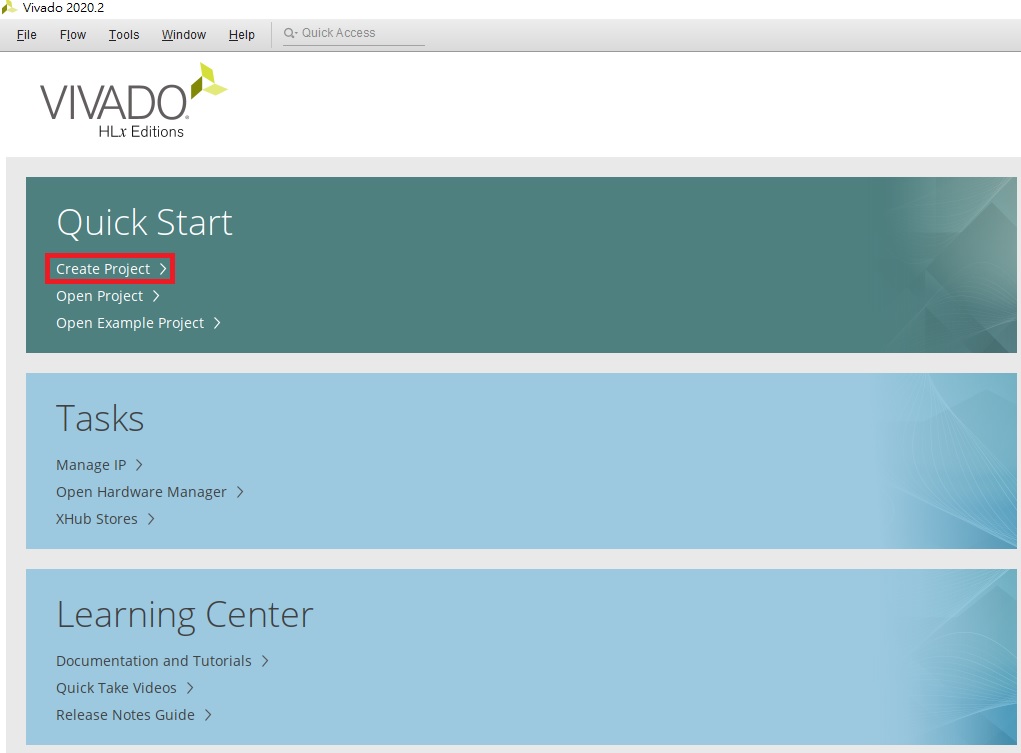 Vivado 2020.2
File Flow Tools Window Help Quick Access
VIVADO.
HLx Editions
Quick Start
Create Project >
Open Project >
Open Example Project >
Tasks
Manage IP >
Open Hardware Manager >
XHub Stores >
Learning Center
Documentation and Tutorials >
Quick Take Videos >
Release Notes Guide >